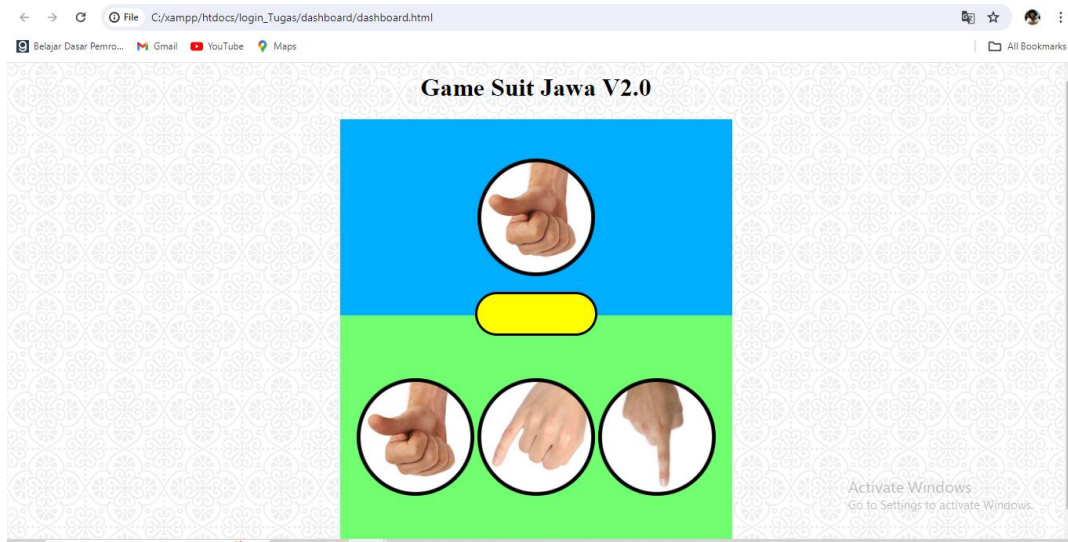 File C:/xampp/htdocs/login_Tugas/dashboard/dashboard.html
Belajar Dasar Pemro... Gmail YouTube Maps All Bookmarks
Game Suit Jawa V2.0
Activate Windows
Go to Settings to activate Windows.